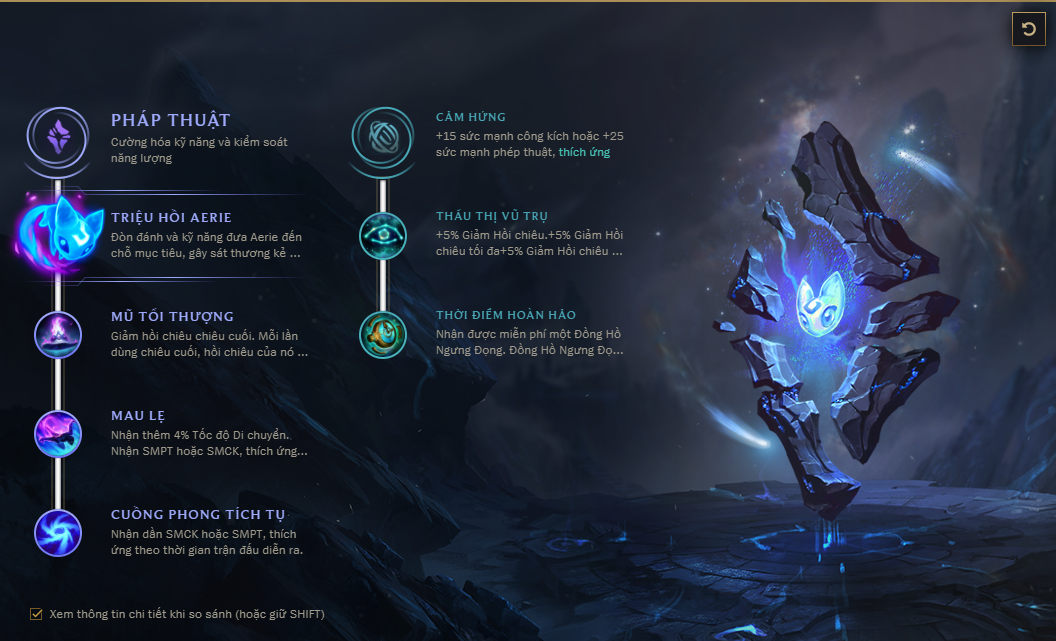 PHÁP THUẬT
Cường hóa kỹ năng và kiểm soát
năng lượng
TRIỆU HỒI AERIE
Đòn đánh và kỹ năng đưa Aerie đến
chỗ mục tiêu, gây sát thương kẻ ...
MŨ TỐI THƯỢNG
Giảm hồi chiêu chiêu cuối. Mỗi lần
dùng chiêu cuối, hồi chiêu của nó ...
MAU LẸ
Nhận thêm 4% Tốc độ Di chuyển.
Nhận SMPT hoặc SMCK, thích ứng...
CUỒNG PHONG TÍCH TỤ
Nhận dần SMCK hoặc SMPT, thích
ứng theo thời gian trận đấu diễn ra.
CẢM HỨNG
+15 sức mạnh công kích hoặc +25
sức mạnh phép thuật, thích ứng
THẤU THỊ VŨ TRỤ
+5% Giảm Hồi chiêu.+5% Giảm Hồi
chiêu tối đa+5% Giảm Hồi chiêu ...
THỜI ĐIỂM HOÀN HẢO
Nhận được miễn phí một Đồng Hồ
Ngưng Đọng. Đồng Hồ Ngưng Đọ...
Xem thông tin chi tiết khi so sánh (hoặc giữ SHIFT)